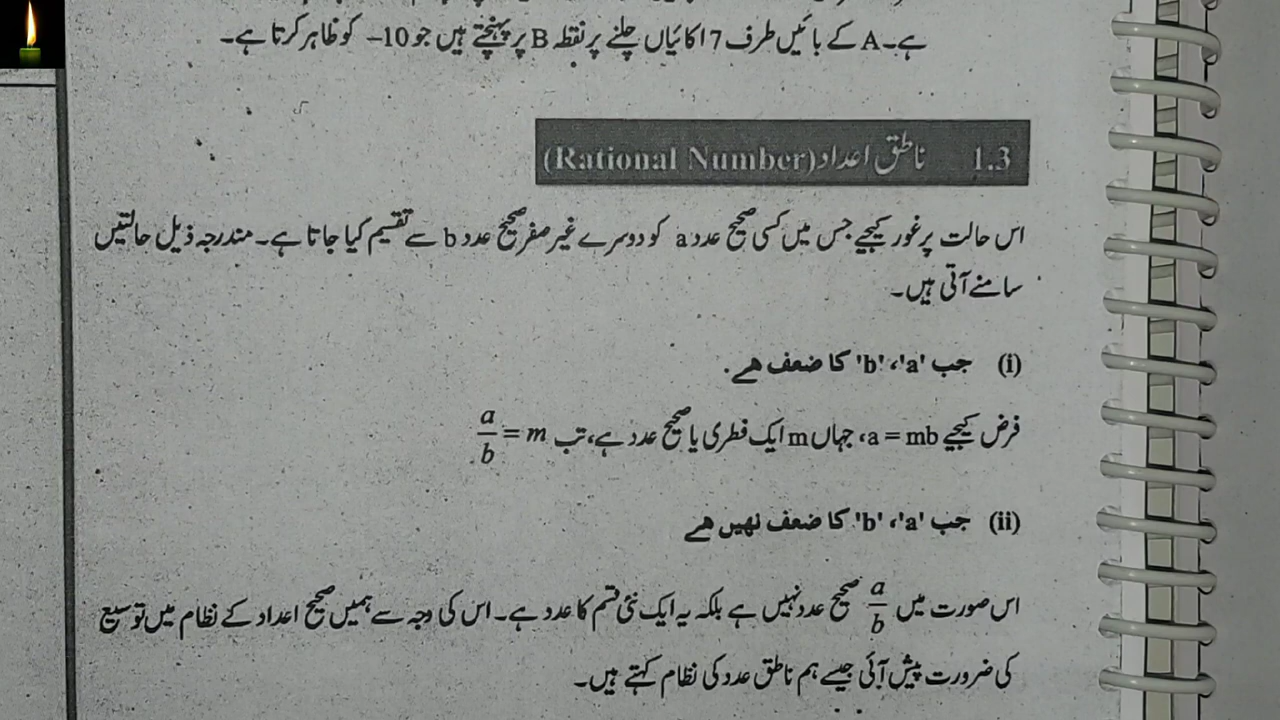 ہے۔ A کے بائیں طرف 7 اکائیاں چلنے پر نقطہ B پر پہنچتے ہیں جو 10– کو ظاہر کرتا ہے۔
1.3 ناطق اعداد (Rational Number)
اس حالت پر غور کیجیے جس میں کسی صحیح عدد a کو دوسرے غیر صفر صحیح عدد b سے تقسیم کیا جاتا ہے۔ مندرجہ ذیل حالتیں
سامنے آتی ہیں۔
(i) جب 'a'، 'b' کا ضعف ہے.
فرض کیجیے a = mb، جہاں m ایک فطری یا صحیح عدد ہے، تب a/b = m
(ii) جب 'a'، 'b' کا ضعف نہیں ہے
اس صورت میں a/b صحیح عدد نہیں ہے بلکہ یہ ایک نئی قسم کا عدد ہے۔ اس کی وجہ سے ہمیں صحیح اعداد کے نظام میں توسیع
کی ضرورت پیش آئی جسے ہم ناطق عدد کی نظام کہتے ہیں۔